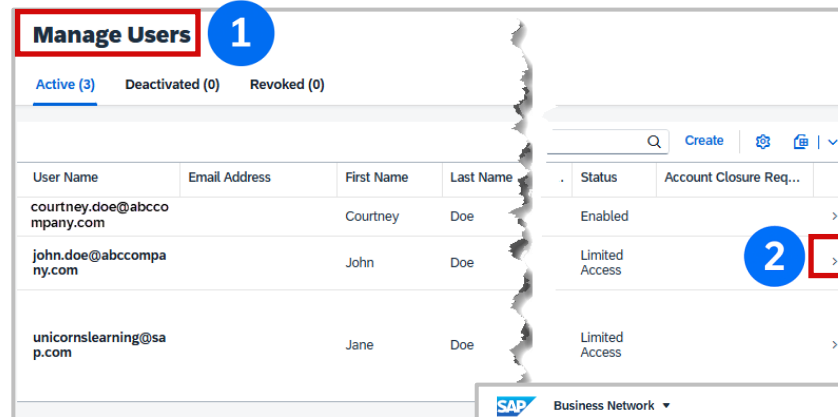 Manage Users
1
Active (3) Deactivated (0) Revoked (0)
Create
User Name Email Address First Name Last Name . Status Account Closure Req...
courtney.doe@abcco
mpany.com
Courtney Doe Enabled
john.doe@abccompa
ny.com
John Doe Limited
Access
2
unicornslearning@sa
p.com
Jane Doe Limited
Access
SAP Business Network